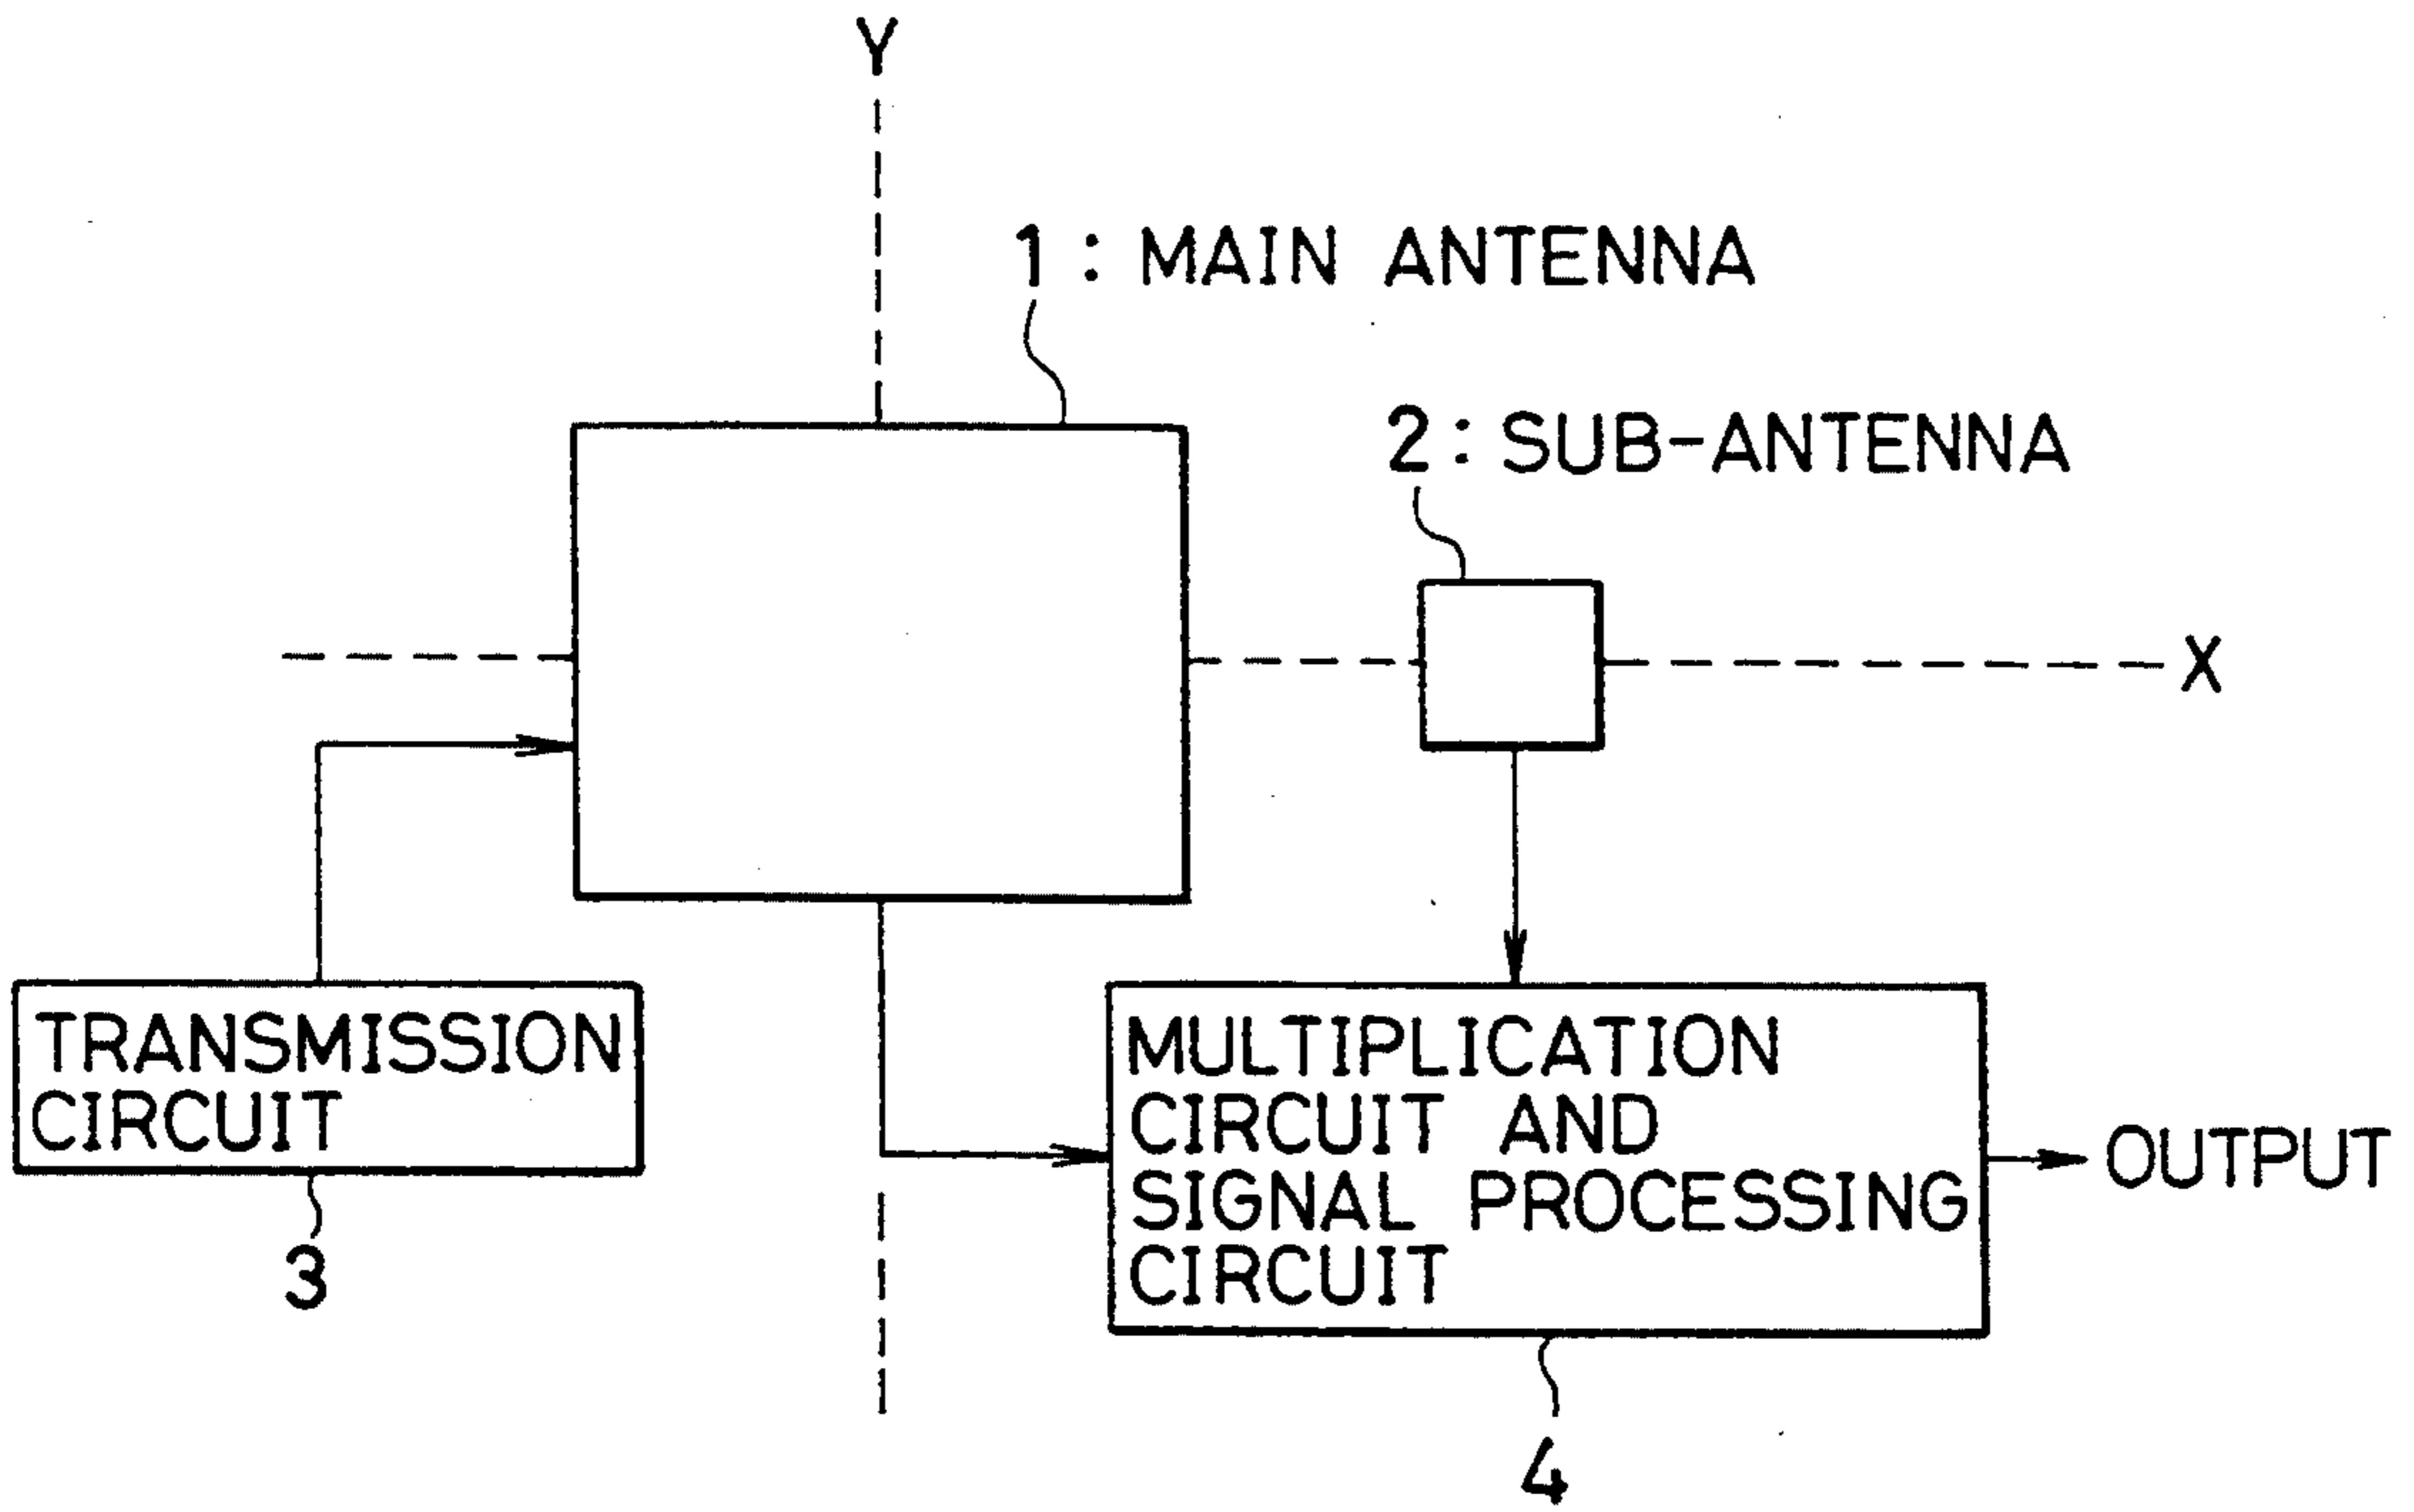 Y
1 : MAIN ANTENNA
2 : SUB-ANTENNA
X
TRANSMISSION
CIRCUIT
3
MULTIPLICATION
CIRCUIT AND
SIGNAL PROCESSING
CIRCUIT
OUTPUT
4